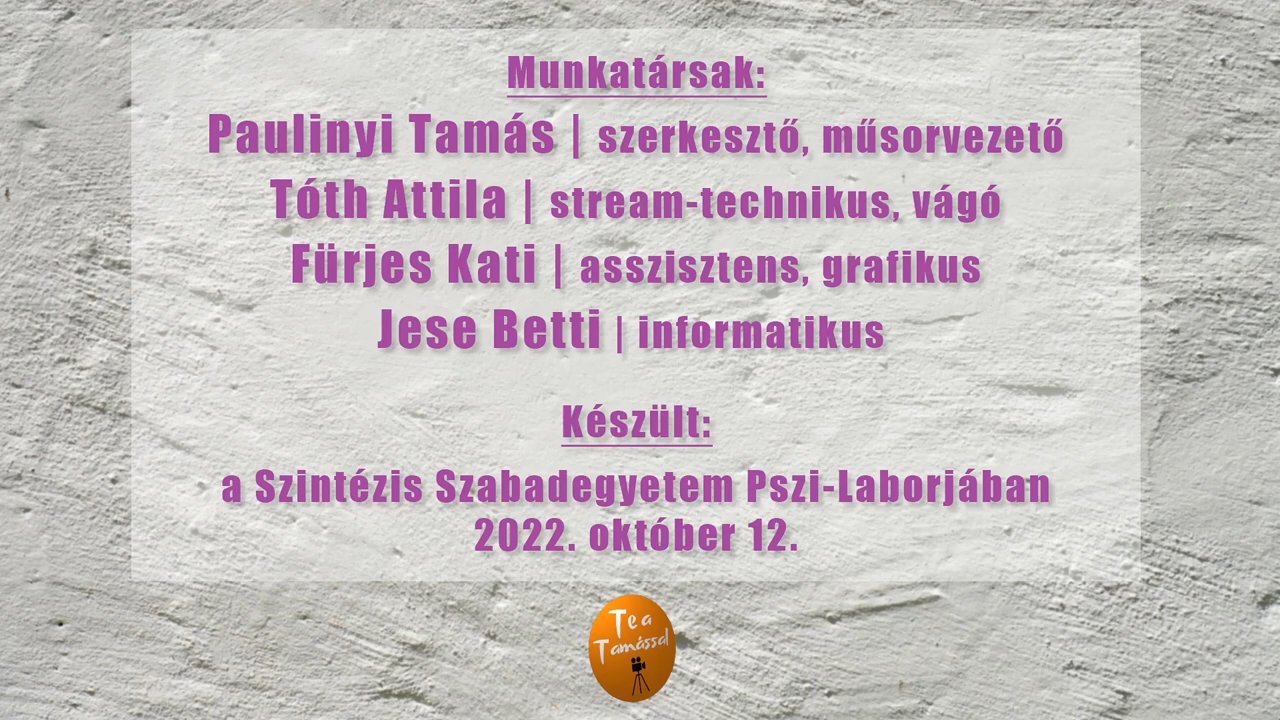 Munkatársak:
Paulinyi Tamás | szerkesztő, műsorvezető
Tóth Attila | stream-technikus, vágó
Fürjes Kati | asszisztens, grafikus
Jese Betti | informatikus
Készült:
a Szintézis Szabadegyetem Pszi-Laborjában
2022. október 12.
Tea
Tamással